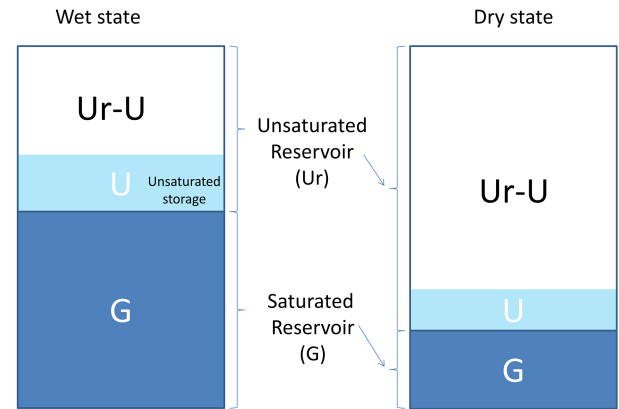 Wet state
Dry state
Ur-U
U
Unsaturated
storage
G
Unsaturated
Reservoir
(Ur)
Saturated
Reservoir
(G)
Ur-U
U
G